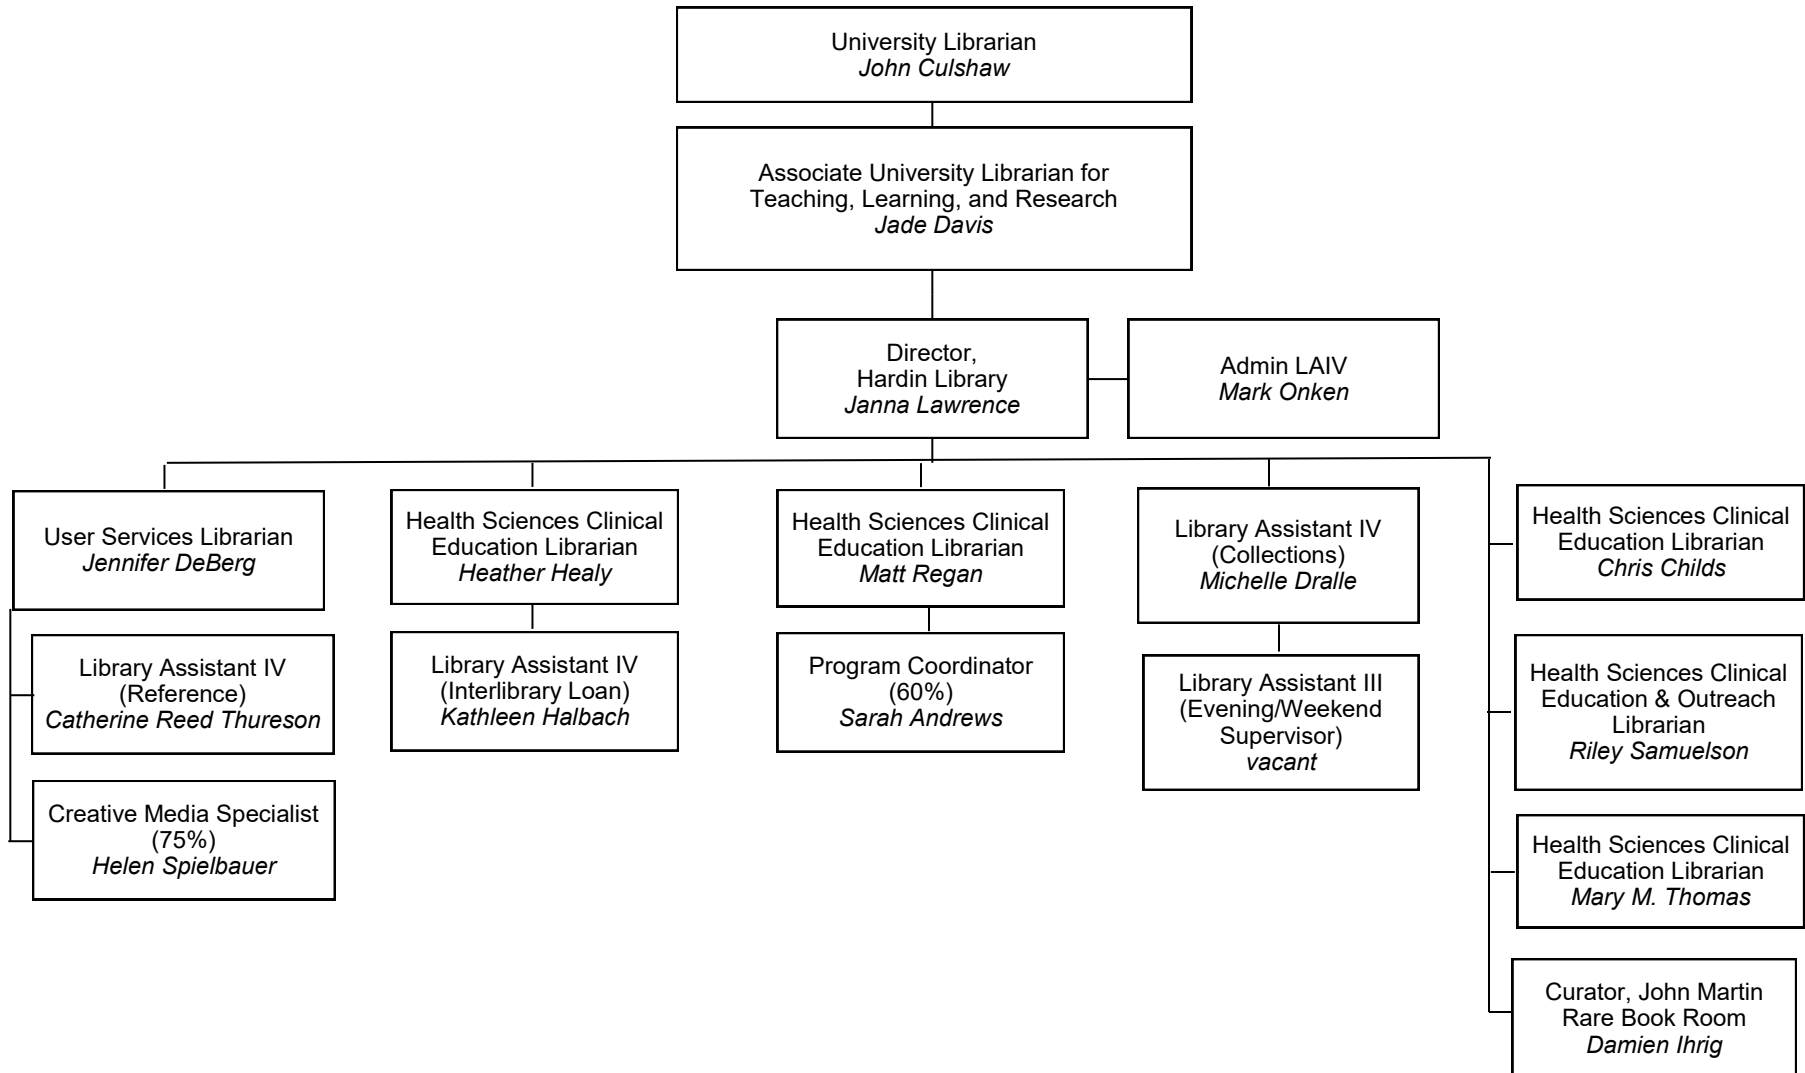 University Librarian
John Culshaw
Associate University Librarian for
Teaching, Learning, and Research
Jade Davis
Director,
Hardin Library
Janna Lawrence
Admin LAIV
Mark Onken
User Services Librarian
Jennifer DeBerg
Library Assistant IV
(Reference)
Catherine Reed Thureson
Creative Media Specialist
(75%)
Helen Spielbauer
Health Sciences Clinical
Education Librarian
Heather Healy
Library Assistant IV
(Interlibrary Loan)
Kathleen Halbach
Health Sciences Clinical
Education Librarian
Matt Regan
Program Coordinator
(60%)
Sarah Andrews
Library Assistant IV
(Collections)
Michelle Dralle
Library Assistant III
(Evening/Weekend
Supervisor)
vacant
Health Sciences Clinical
Education Librarian
Chris Childs
Health Sciences Clinical
Education & Outreach
Librarian
Riley Samuelson
Health Sciences Clinical
Education Librarian
Mary M. Thomas
Curator, John Martin
Rare Book Room
Damien Ihrig